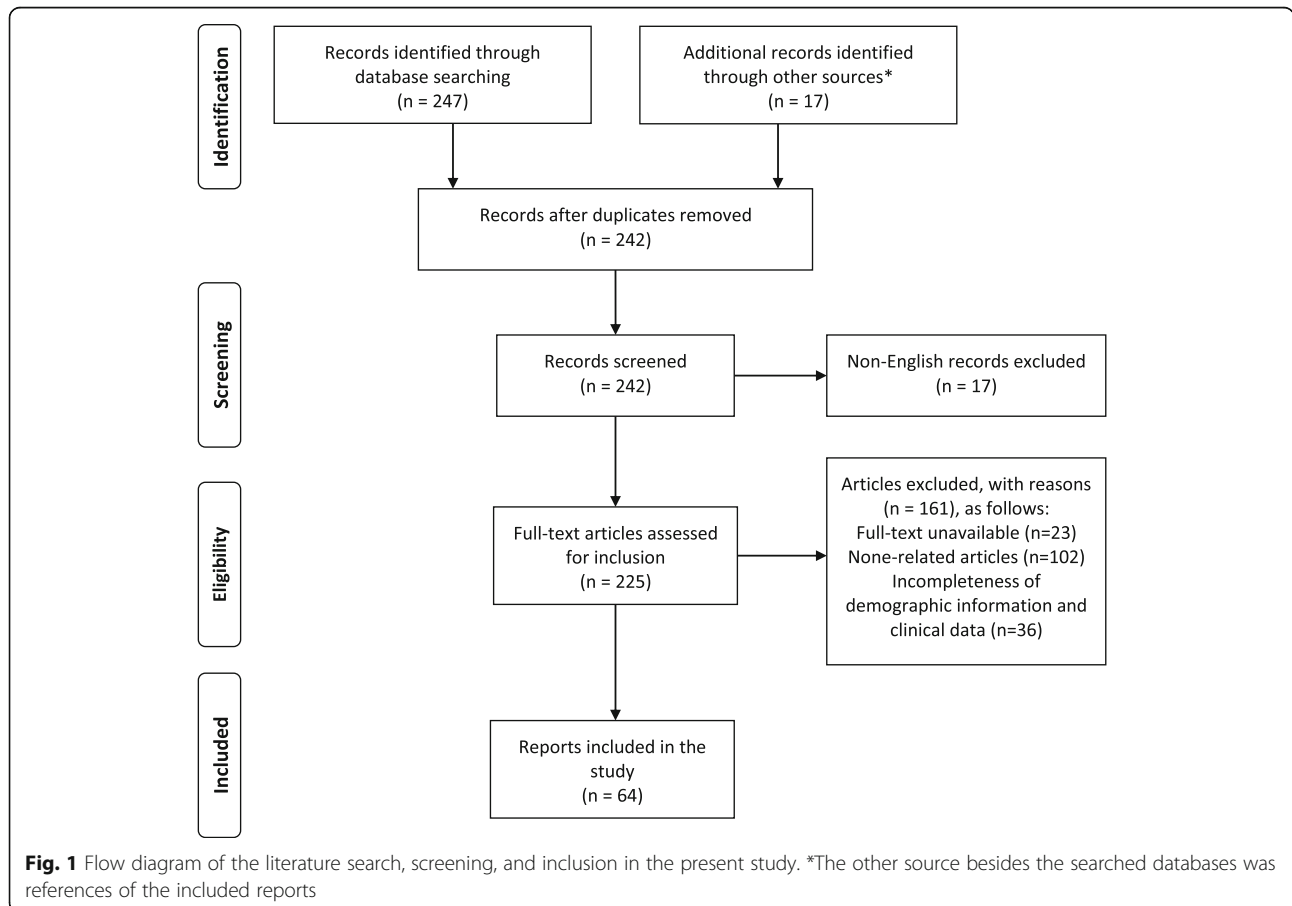 Identification
Records identified through
database searching
(n = 247)
Additional records identified
through other sources*
(n = 17)
Records after duplicates removed
(n = 242)
Screening
Records screened
(n = 242)
Non-English records excluded
(n = 17)
Eligibility
Full-text articles assessed
for inclusion
(n = 225)
Articles excluded, with reasons
(n = 161), as follows:
Full-text unavailable (n=23)
None-related articles (n=102)
Incompleteness of
demographic information and
clinical data (n=36)
Included
Reports included in the
study
(n = 64)
Fig. 1 Flow diagram of the literature search, screening, and inclusion in the present study. *The other source besides the searched databases was
references of the included reports